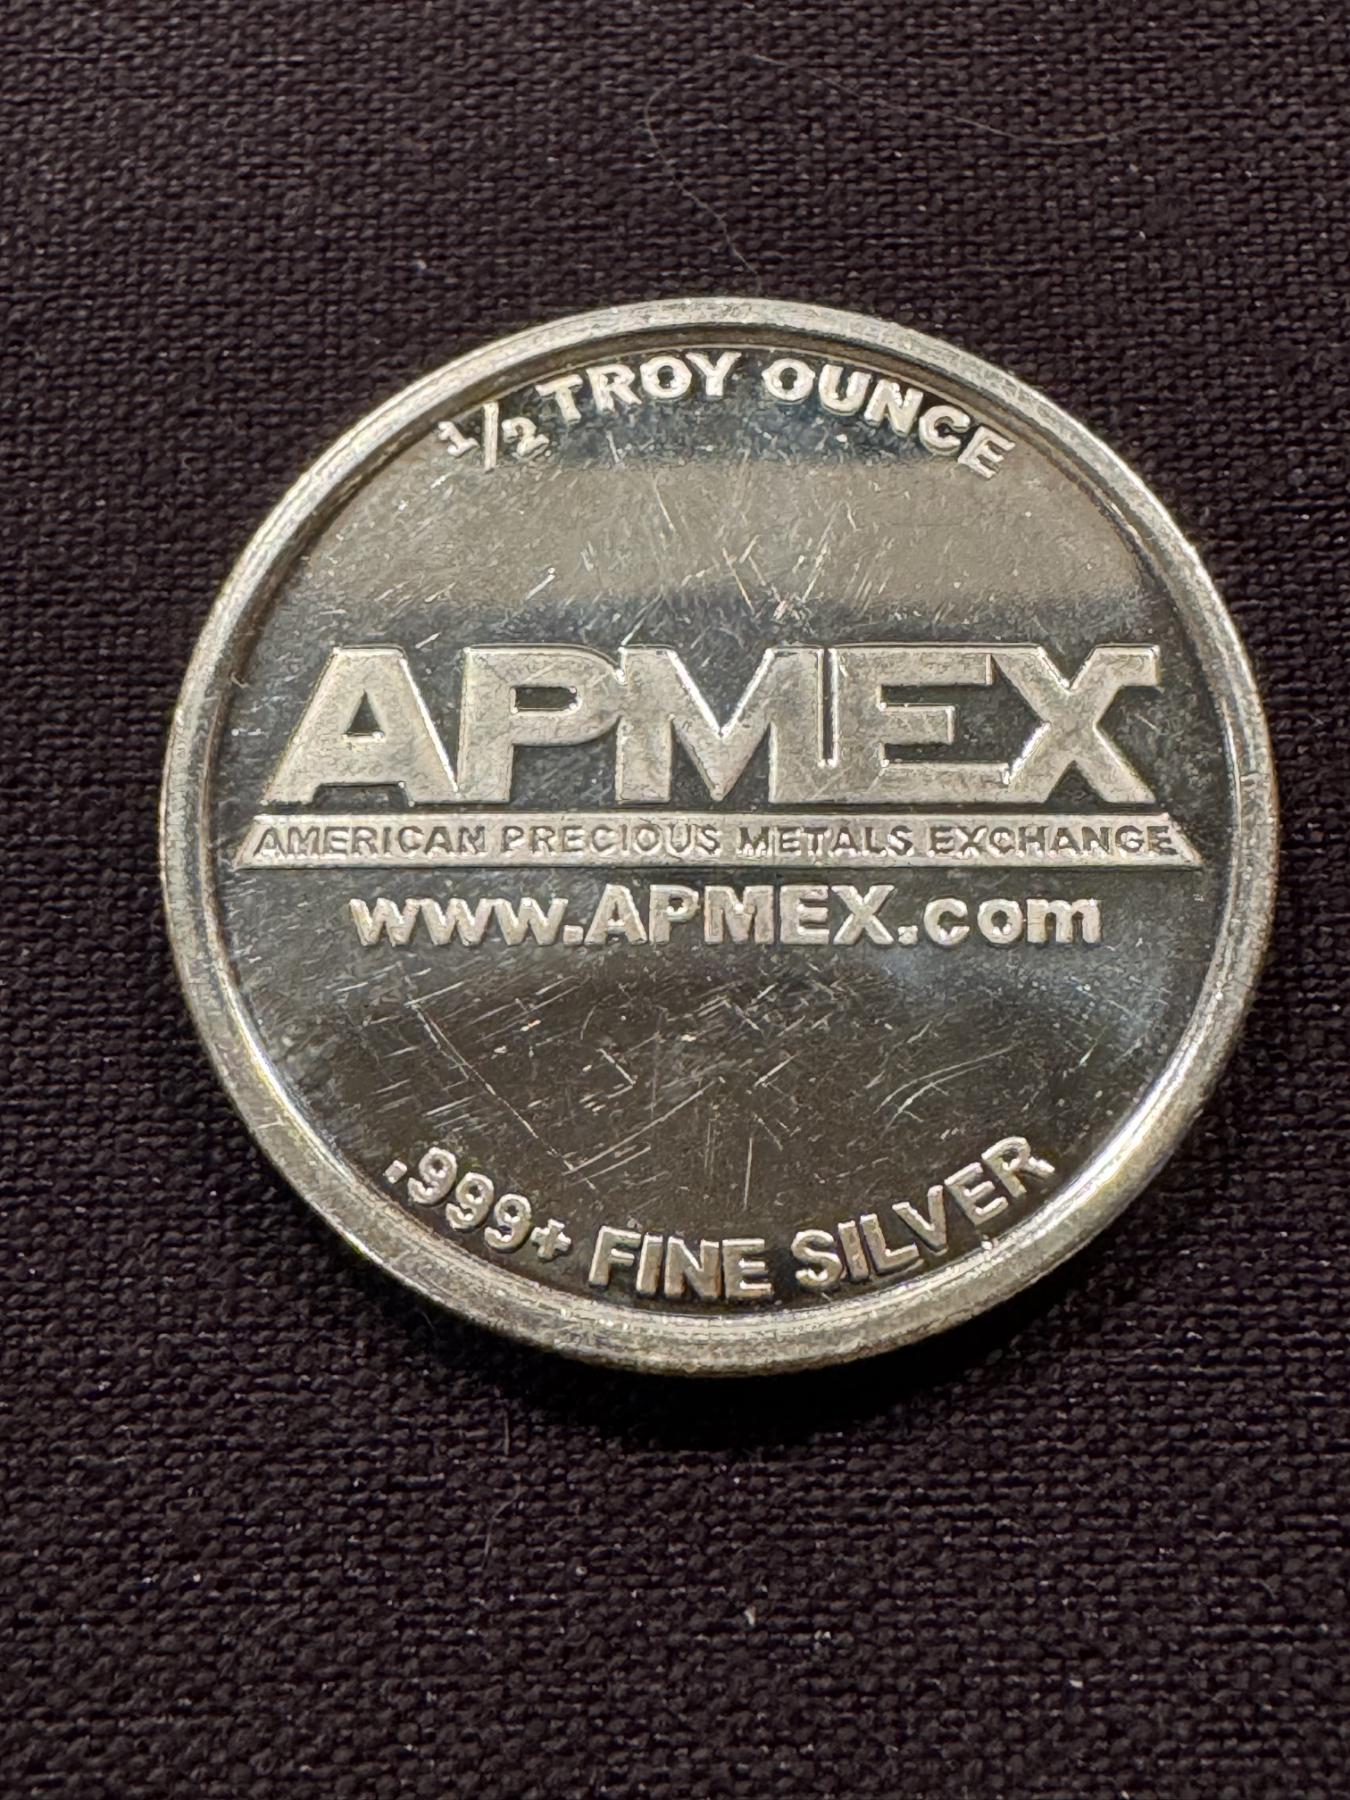 1/2 TROY OUNCE
APMEX
AMERICAN PRECIOUS METALS EXCHANGE
www.APMEX.com
.999+ FINE SILVER